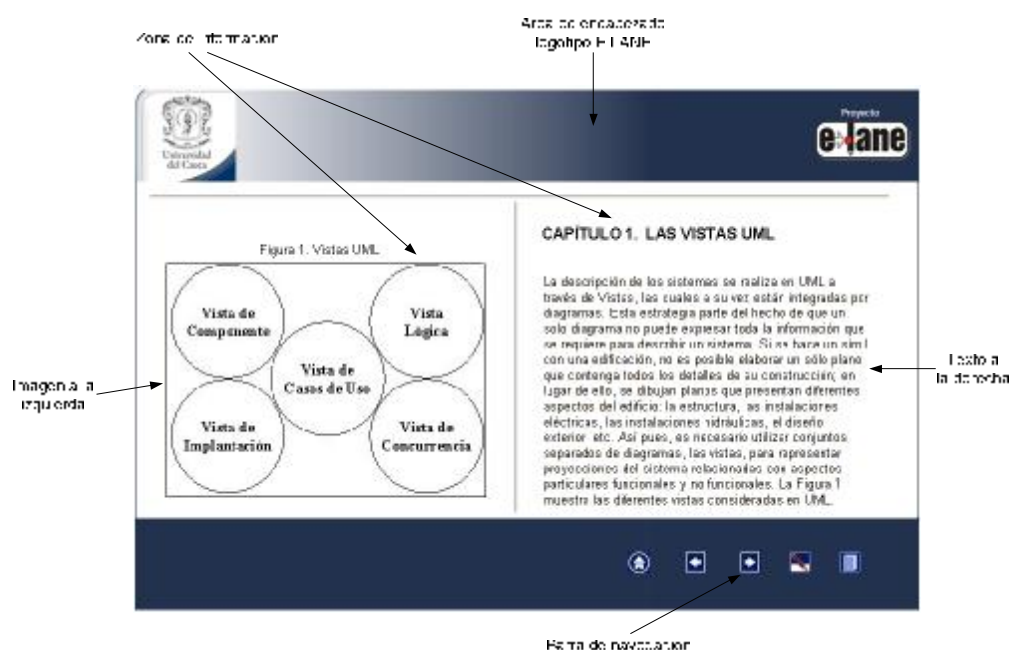 Zona de información
Área de encabezado
logotipo E-LANE
Universidad
del Cauca
Proyecto
e-lane
Figura 1. Vistas UML
Vista de
Componente
Vista
Lógica
Vista de
Casos de Uso
Vista de
Implantación
Vista de
Concurrencia
CAPÍTULO 1. LAS VISTAS UML
La descripción de los sistemas se realiza en UML a
través de Vistas, las cuales a su vez están integradas por
diagramas. Esta estrategia parte del hecho de que un
solo diagrama no puede expresar toda la información que
se requiere para describir un sistema. Si se hace un símil
con una edificación, no es posible elaborar un sólo plano
que contenga todos los detalles de su construcción; en
lugar de ello, se dibujan planos que presentan diferentes
aspectos del edificio: la estructura, las instalaciones
eléctricas, las instalaciones hidráulicas, el diseño
exterior etc. Así pues, es necesario utilizar conjuntos
separados de diagramas, las vistas, para representar
proyecciones del sistema relacionadas con aspectos
particulares funcionales y no funcionales. La Figura 1
muestra las diferentes vistas consideradas en UML.
Imagen a la
izquierda
Texto a
la derecha
Barra de navegación